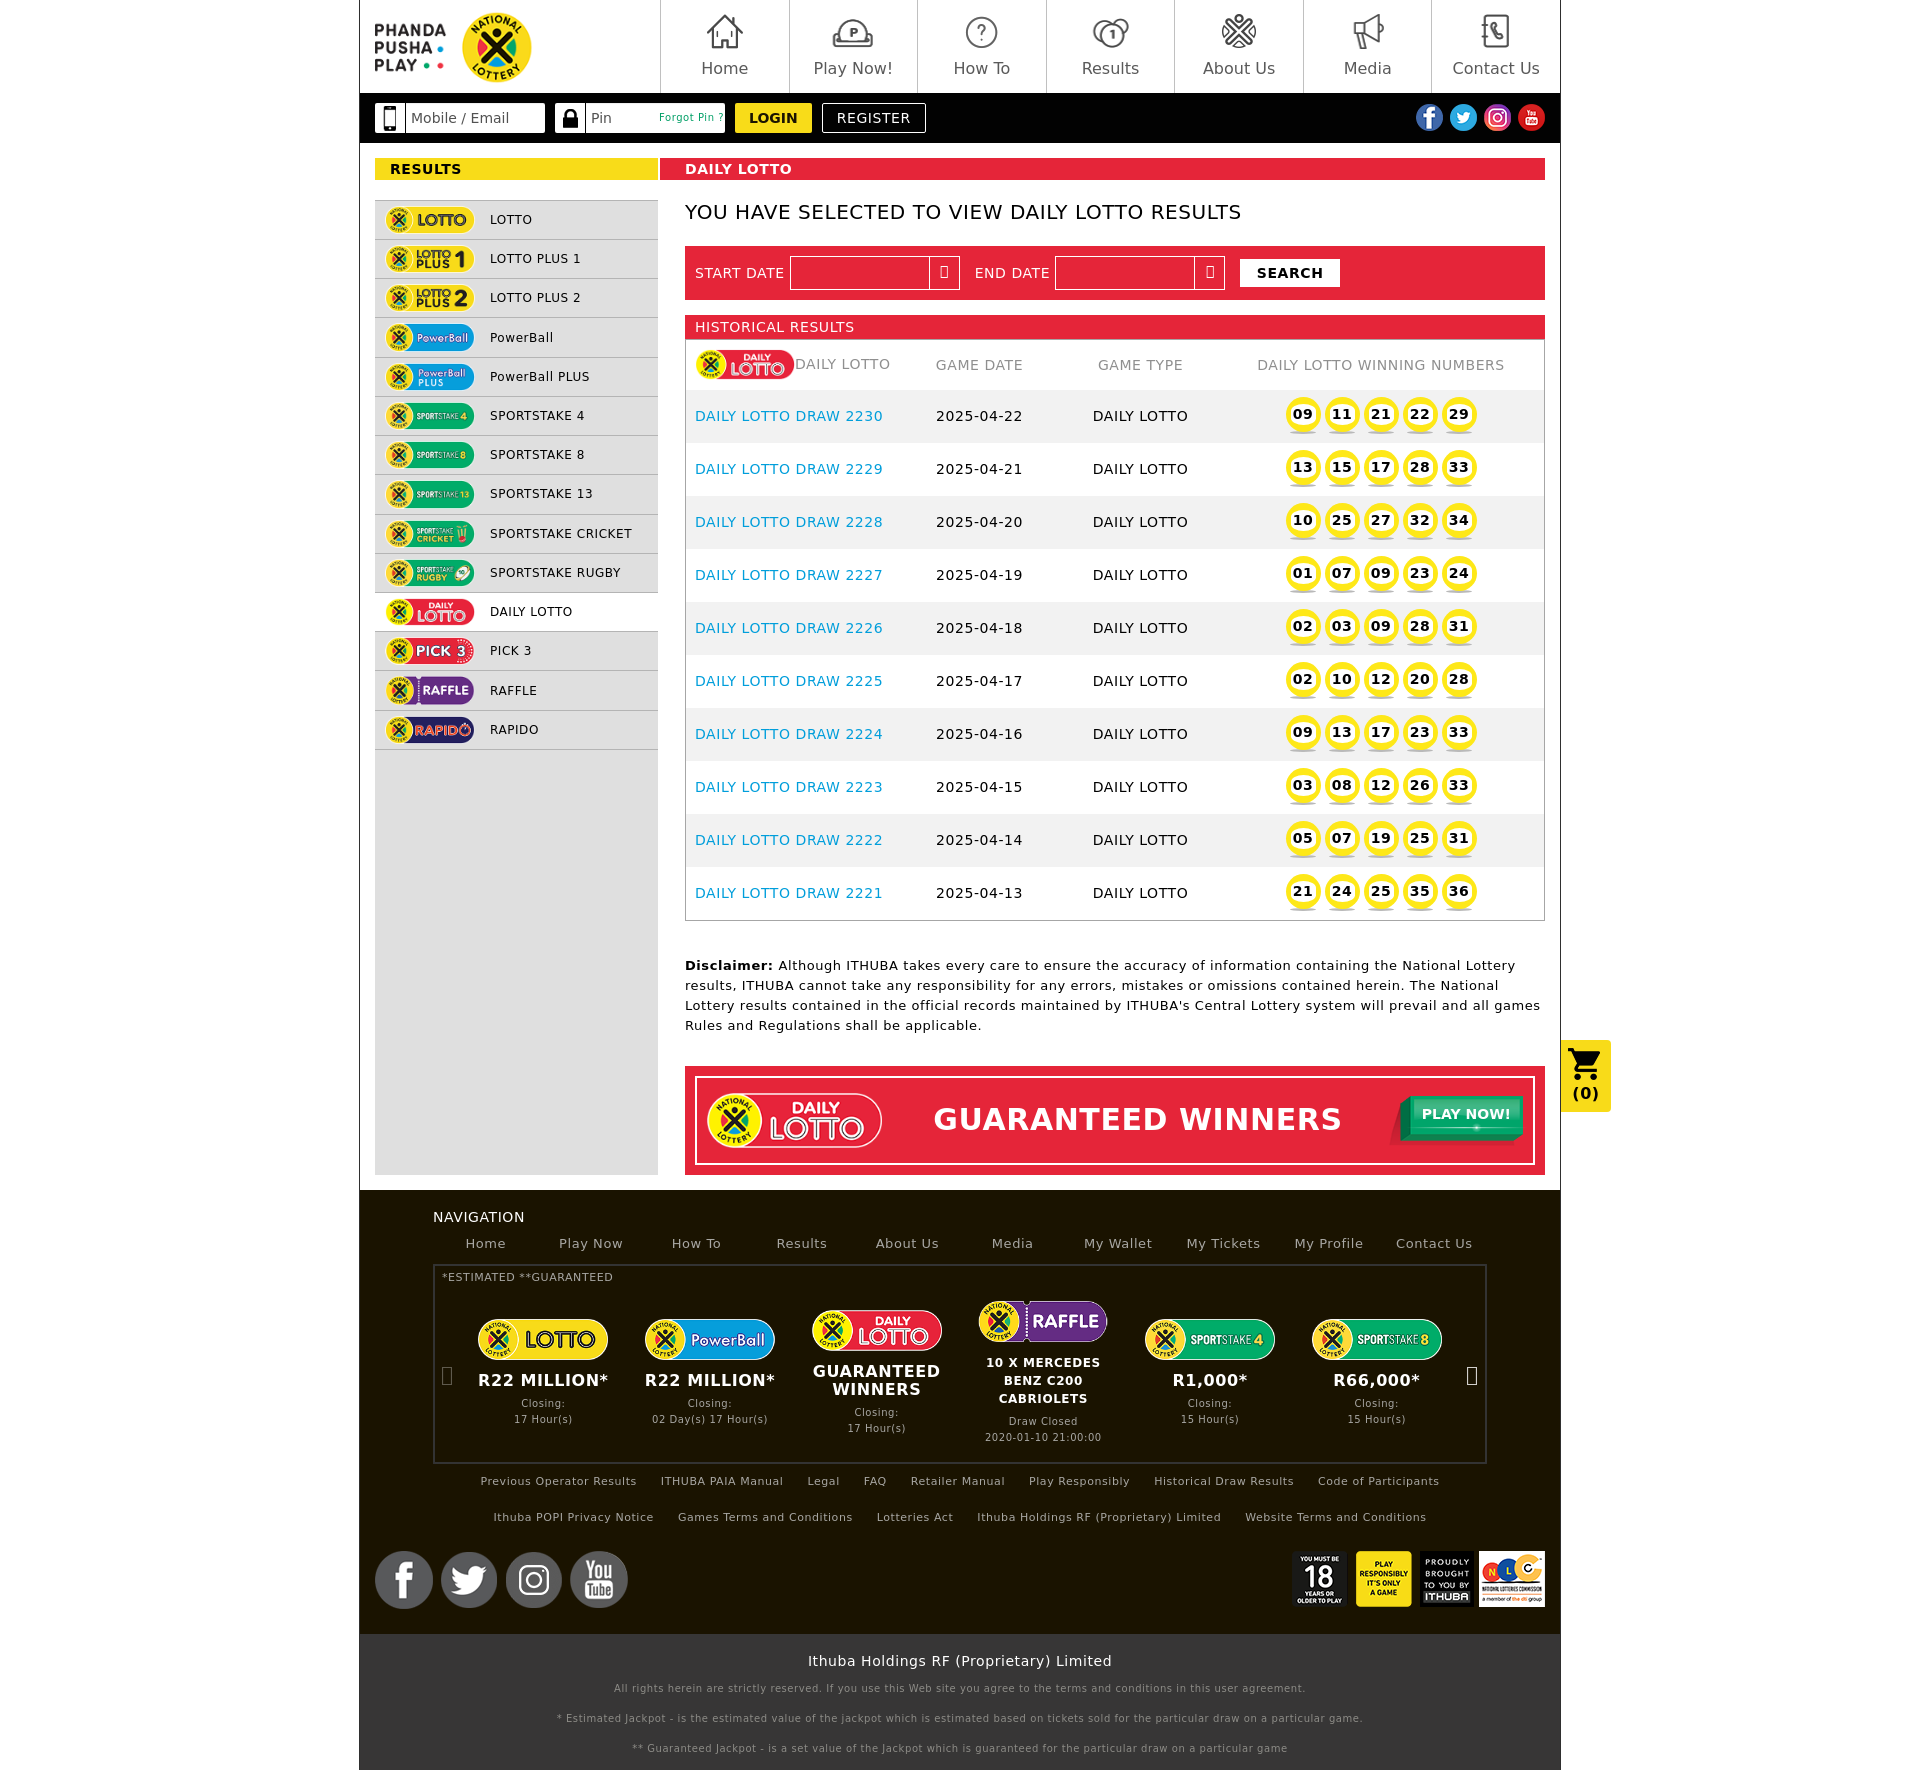 PHANDA
PUSHA
PLAY
NATIONAL
LOTTERY
Home
Play Now!
How To
Results
About Us
Media
Contact Us
Mobile / Email
Pin
Forgot Pin ?
LOGIN
REGISTER
RESULTS
DAILY LOTTO
LOTTO LOTTO
LOTTO PLUS 1 LOTTO PLUS 1
LOTTO PLUS 2 LOTTO PLUS 2
PowerBall PowerBall
PowerBall PLUS PowerBall PLUS
SPORTSTAKE 4 SPORTSTAKE 4
SPORTSTAKE 8 SPORTSTAKE 8
SPORTSTAKE 13 SPORTSTAKE 13
SPORTSTAKE CRICKET SPORTSTAKE CRICKET
SPORTSTAKE RUGBY SPORTSTAKE RUGBY
DAILY LOTTO DAILY LOTTO
PICK 3 PICK 3
RAFFLE RAFFLE
RAPIDO RAPIDO
YOU HAVE SELECTED TO VIEW DAILY LOTTO RESULTS
START DATE END DATE SEARCH
HISTORICAL RESULTS
DAILY LOTTO DAILY LOTTO GAME DATE GAME TYPE DAILY LOTTO WINNING NUMBERS
DAILY LOTTO DRAW 2230 2025-04-22 DAILY LOTTO 09 11 21 22 29
DAILY LOTTO DRAW 2229 2025-04-21 DAILY LOTTO 13 15 17 28 33
DAILY LOTTO DRAW 2228 2025-04-20 DAILY LOTTO 10 25 27 32 34
DAILY LOTTO DRAW 2227 2025-04-19 DAILY LOTTO 01 07 09 23 24
DAILY LOTTO DRAW 2226 2025-04-18 DAILY LOTTO 02 03 09 28 31
DAILY LOTTO DRAW 2225 2025-04-17 DAILY LOTTO 02 10 12 20 28
DAILY LOTTO DRAW 2224 2025-04-16 DAILY LOTTO 09 13 17 23 33
DAILY LOTTO DRAW 2223 2025-04-15 DAILY LOTTO 03 08 12 26 33
DAILY LOTTO DRAW 2222 2025-04-14 DAILY LOTTO 05 07 19 25 31
DAILY LOTTO DRAW 2221 2025-04-13 DAILY LOTTO 21 24 25 35 36
Disclaimer: Although ITHUBA takes every care to ensure the accuracy of information containing the National Lottery
results, ITHUBA cannot take any responsibility for any errors, mistakes or omissions contained herein. The National
Lottery results contained in the official records maintained by ITHUBA's Central Lottery system will prevail and all games
Rules and Regulations shall be applicable.
(0)
NATIONAL LOTTERY DAILY LOTTO GUARANTEED WINNERS PLAY NOW!
NAVIGATION
Home Play Now How To Results About Us Media My Wallet My Tickets My Profile Contact Us
*ESTIMATED **GUARANTEED
LOTTO
R22 MILLION*
Closing:
17 Hour(s)
PowerBall
R22 MILLION*
Closing:
02 Day(s) 17 Hour(s)
DAILY LOTTO
GUARANTEED
WINNERS
Closing:
17 Hour(s)
RAFFLE
10 X MERCEDES
BENZ C200
CABRIOLETS
Draw Closed
2020-01-10 21:00:00
SPORTSTAKE 4
R1,000*
Closing:
15 Hour(s)
SPORTSTAKE 8
R66,000*
Closing:
15 Hour(s)
Previous Operator Results ITHUBA PAIA Manual Legal FAQ Retailer Manual Play Responsibly Historical Draw Results Code of Participants
Ithuba POPI Privacy Notice Games Terms and Conditions Lotteries Act Ithuba Holdings RF (Proprietary) Limited Website Terms and Conditions
You
Tube
YOU MUST BE
18
YEARS OR
OLDER TO PLAY
PLAY
RESPONSIBLY
IT'S ONLY
A GAME
PROUDLY
BROUGHT
TO YOU BY
ITHUBA
NLC
NATIONAL LOTTERIES COMMISSION
a member of the dti group
Ithuba Holdings RF (Proprietary) Limited
All rights herein are strictly reserved. If you use this Web site you agree to the terms and conditions in this user agreement.
* Estimated Jackpot - is the estimated value of the jackpot which is estimated based on tickets sold for the particular draw on a particular game.
** Guaranteed Jackpot - is a set value of the Jackpot which is guaranteed for the particular draw on a particular game